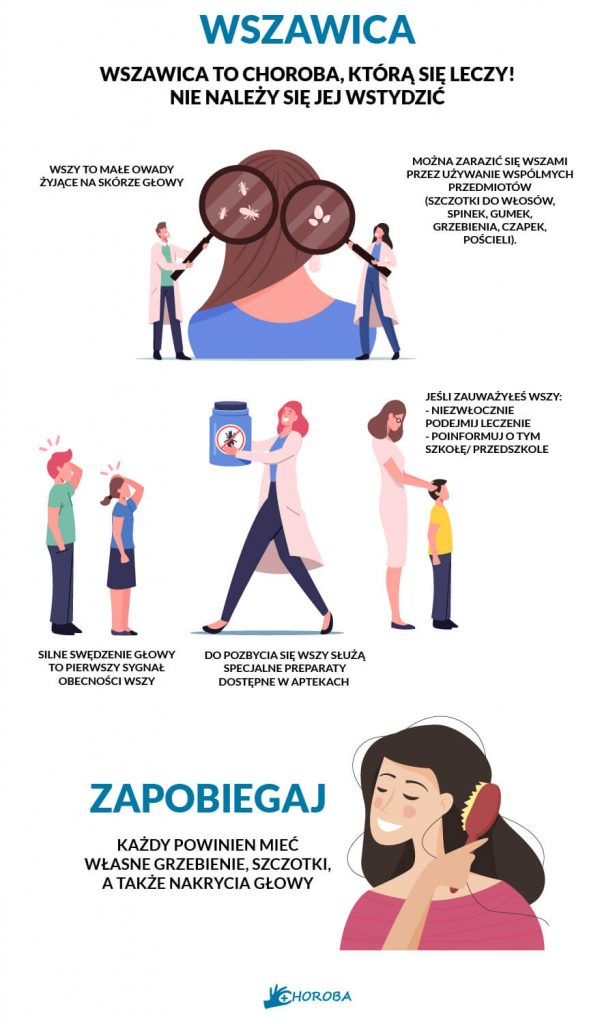 WSZAWICA
WSZAWICA TO CHOROBA, KTÓRĄ SIĘ LECZY!
NIE NALEŻY SIĘ JEJ WSTYDZIĆ
WSZY TO MAŁE OWADY
ŻYJĄCE NA SKÓRZE GŁOWY
MOŻNA ZARAZIĆ SIĘ WSZAMI
PRZEZ UŻYWANIE WSPÓLNYCH
PRZEDMIOTÓW
(SZCZOTKI DO WŁOSÓW,
SPINEK, GUMEK,
GRZEBIENIA, CZAPEK,
POŚCIELI).
JEŚLI ZAUWAŻYŁEŚ WSZY:
- NIEZWŁOCZNIE
PODEJMIJ LECZENIE
- POINFORMUJ O TYM
SZKOŁĘ/ PRZEDSZKOLE
SILNE SWĘDZENIE GŁOWY
TO PIERWSZY SYGNAŁ
OBECNOŚCI WSZY
DO POZBYCIA SIĘ WSZY SŁUŻĄ
SPECJALNE PREPARATY
DOSTĘPNE W APTEKACH
ZAPOBIEGAJ
KAŻDY POWINIEN MIEĆ
WŁASNE GRZEBIENIE, SZCZOTKI,
A TAKŻE NAKRYCIA GŁOWY
CHOROBA